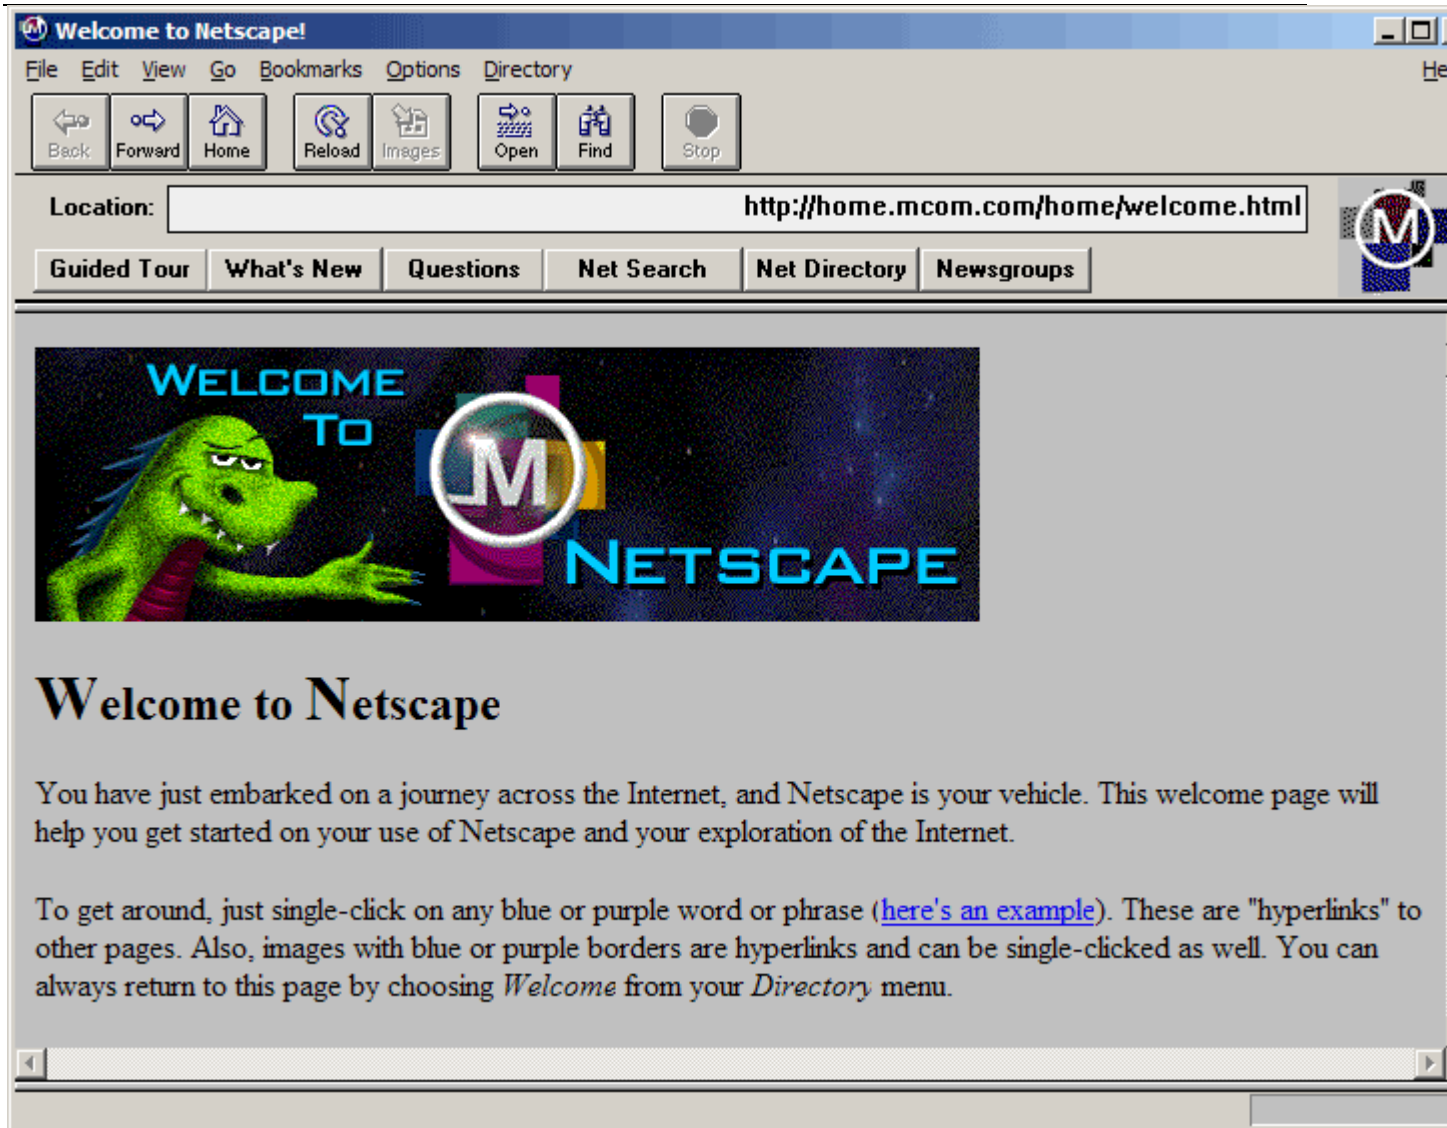 Welcome to Netscape!
File Edit View Go Bookmarks Options Directory He
Back Forward Home Reload Images Open Find Stop
Location: http://home.mcom.com/home/welcome.html
M
Guided Tour What's New Questions Net Search Net Directory Newsgroups
WELCOME
TO
M
NETSCAPE
Welcome to Netscape
You have just embarked on a journey across the Internet, and Netscape is your vehicle. This welcome page will
help you get started on your use of Netscape and your exploration of the Internet.
To get around, just single-click on any blue or purple word or phrase (here's an example). These are "hyperlinks" to
other pages. Also, images with blue or purple borders are hyperlinks and can be single-clicked as well. You can
always return to this page by choosing Welcome from your Directory menu.